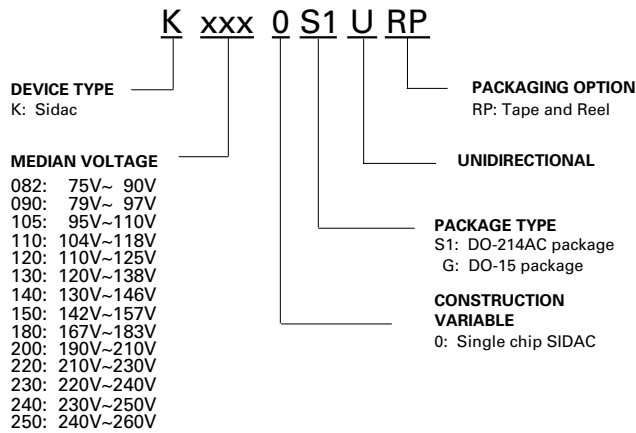 K xxx 0 S1 U RP
DEVICE TYPE
K: Sidac
MEDIAN VOLTAGE
082: 75V~ 90V
090: 79V~ 97V
105: 95V~110V
110: 104V~118V
120: 110V~125V
130: 120V~138V
140: 130V~146V
150: 142V~157V
180: 167V~183V
200: 190V~210V
220: 210V~230V
230: 220V~240V
240: 230V~250V
250: 240V~260V
PACKAGING OPTION
RP: Tape and Reel
UNIDIRECTIONAL
PACKAGE TYPE
S1: DO-214AC package
G: DO-15 package
CONSTRUCTION
VARIABLE
0: Single chip SIDAC